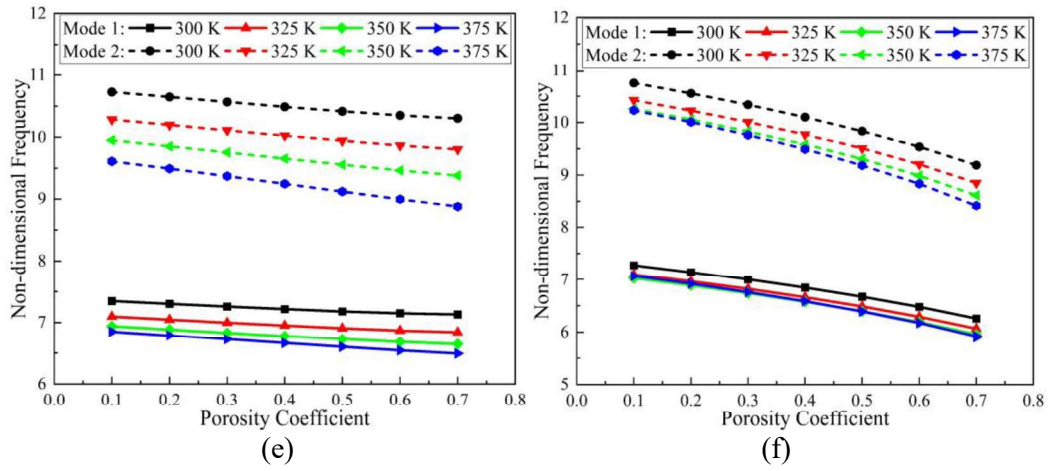 12
Mode 1: 300 K 325 K 350 K 375 K
Mode 2: 300 K 325 K 350 K 375 K
11
10
9
8
7
6
Non-dimensional Frequency
0.0 0.1 0.2 0.3 0.4 0.5 0.6 0.7 0.8
Porosity Coefficient
(e)
12
Mode 1: 300 K 325 K 350 K 375 K
Mode 2: 300 K 325 K 350 K 375 K
11
10
9
8
7
6
5
Non-dimensional Frequency
0.0 0.1 0.2 0.3 0.4 0.5 0.6 0.7 0.8
Porosity Coefficient
(f)